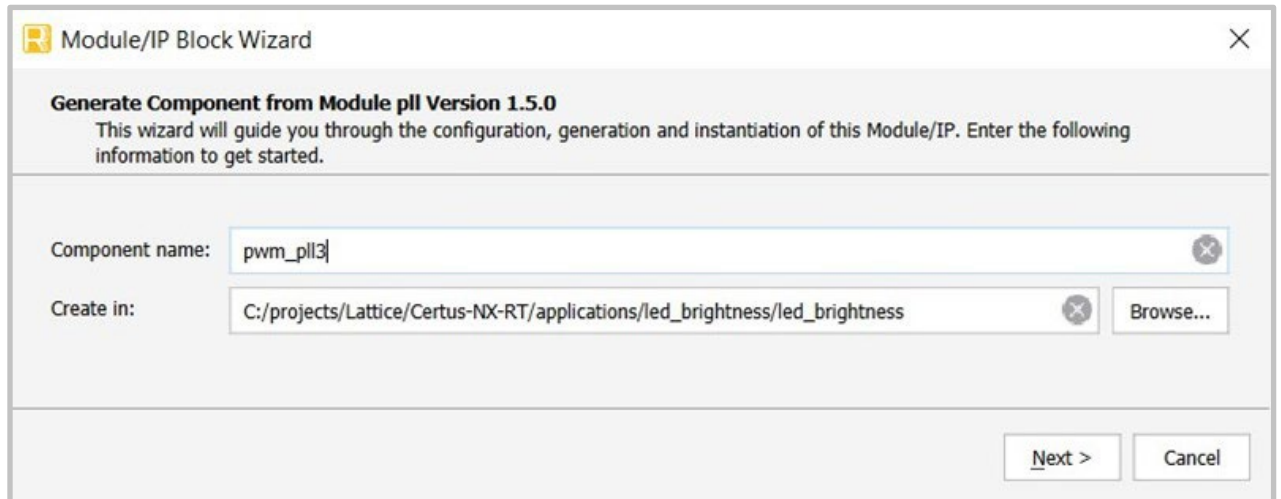 Module/IP Block Wizard
Generate Component from Module pll Version 1.5.0
This wizard will guide you through the configuration, generation and instantiation of this Module/IP. Enter the following
information to get started.
Component name: pwm_pll3
Create in: C:/projects/Lattice/Certus-NX-RT/applications/led_brightness/led_brightness Browse...
Next > Cancel